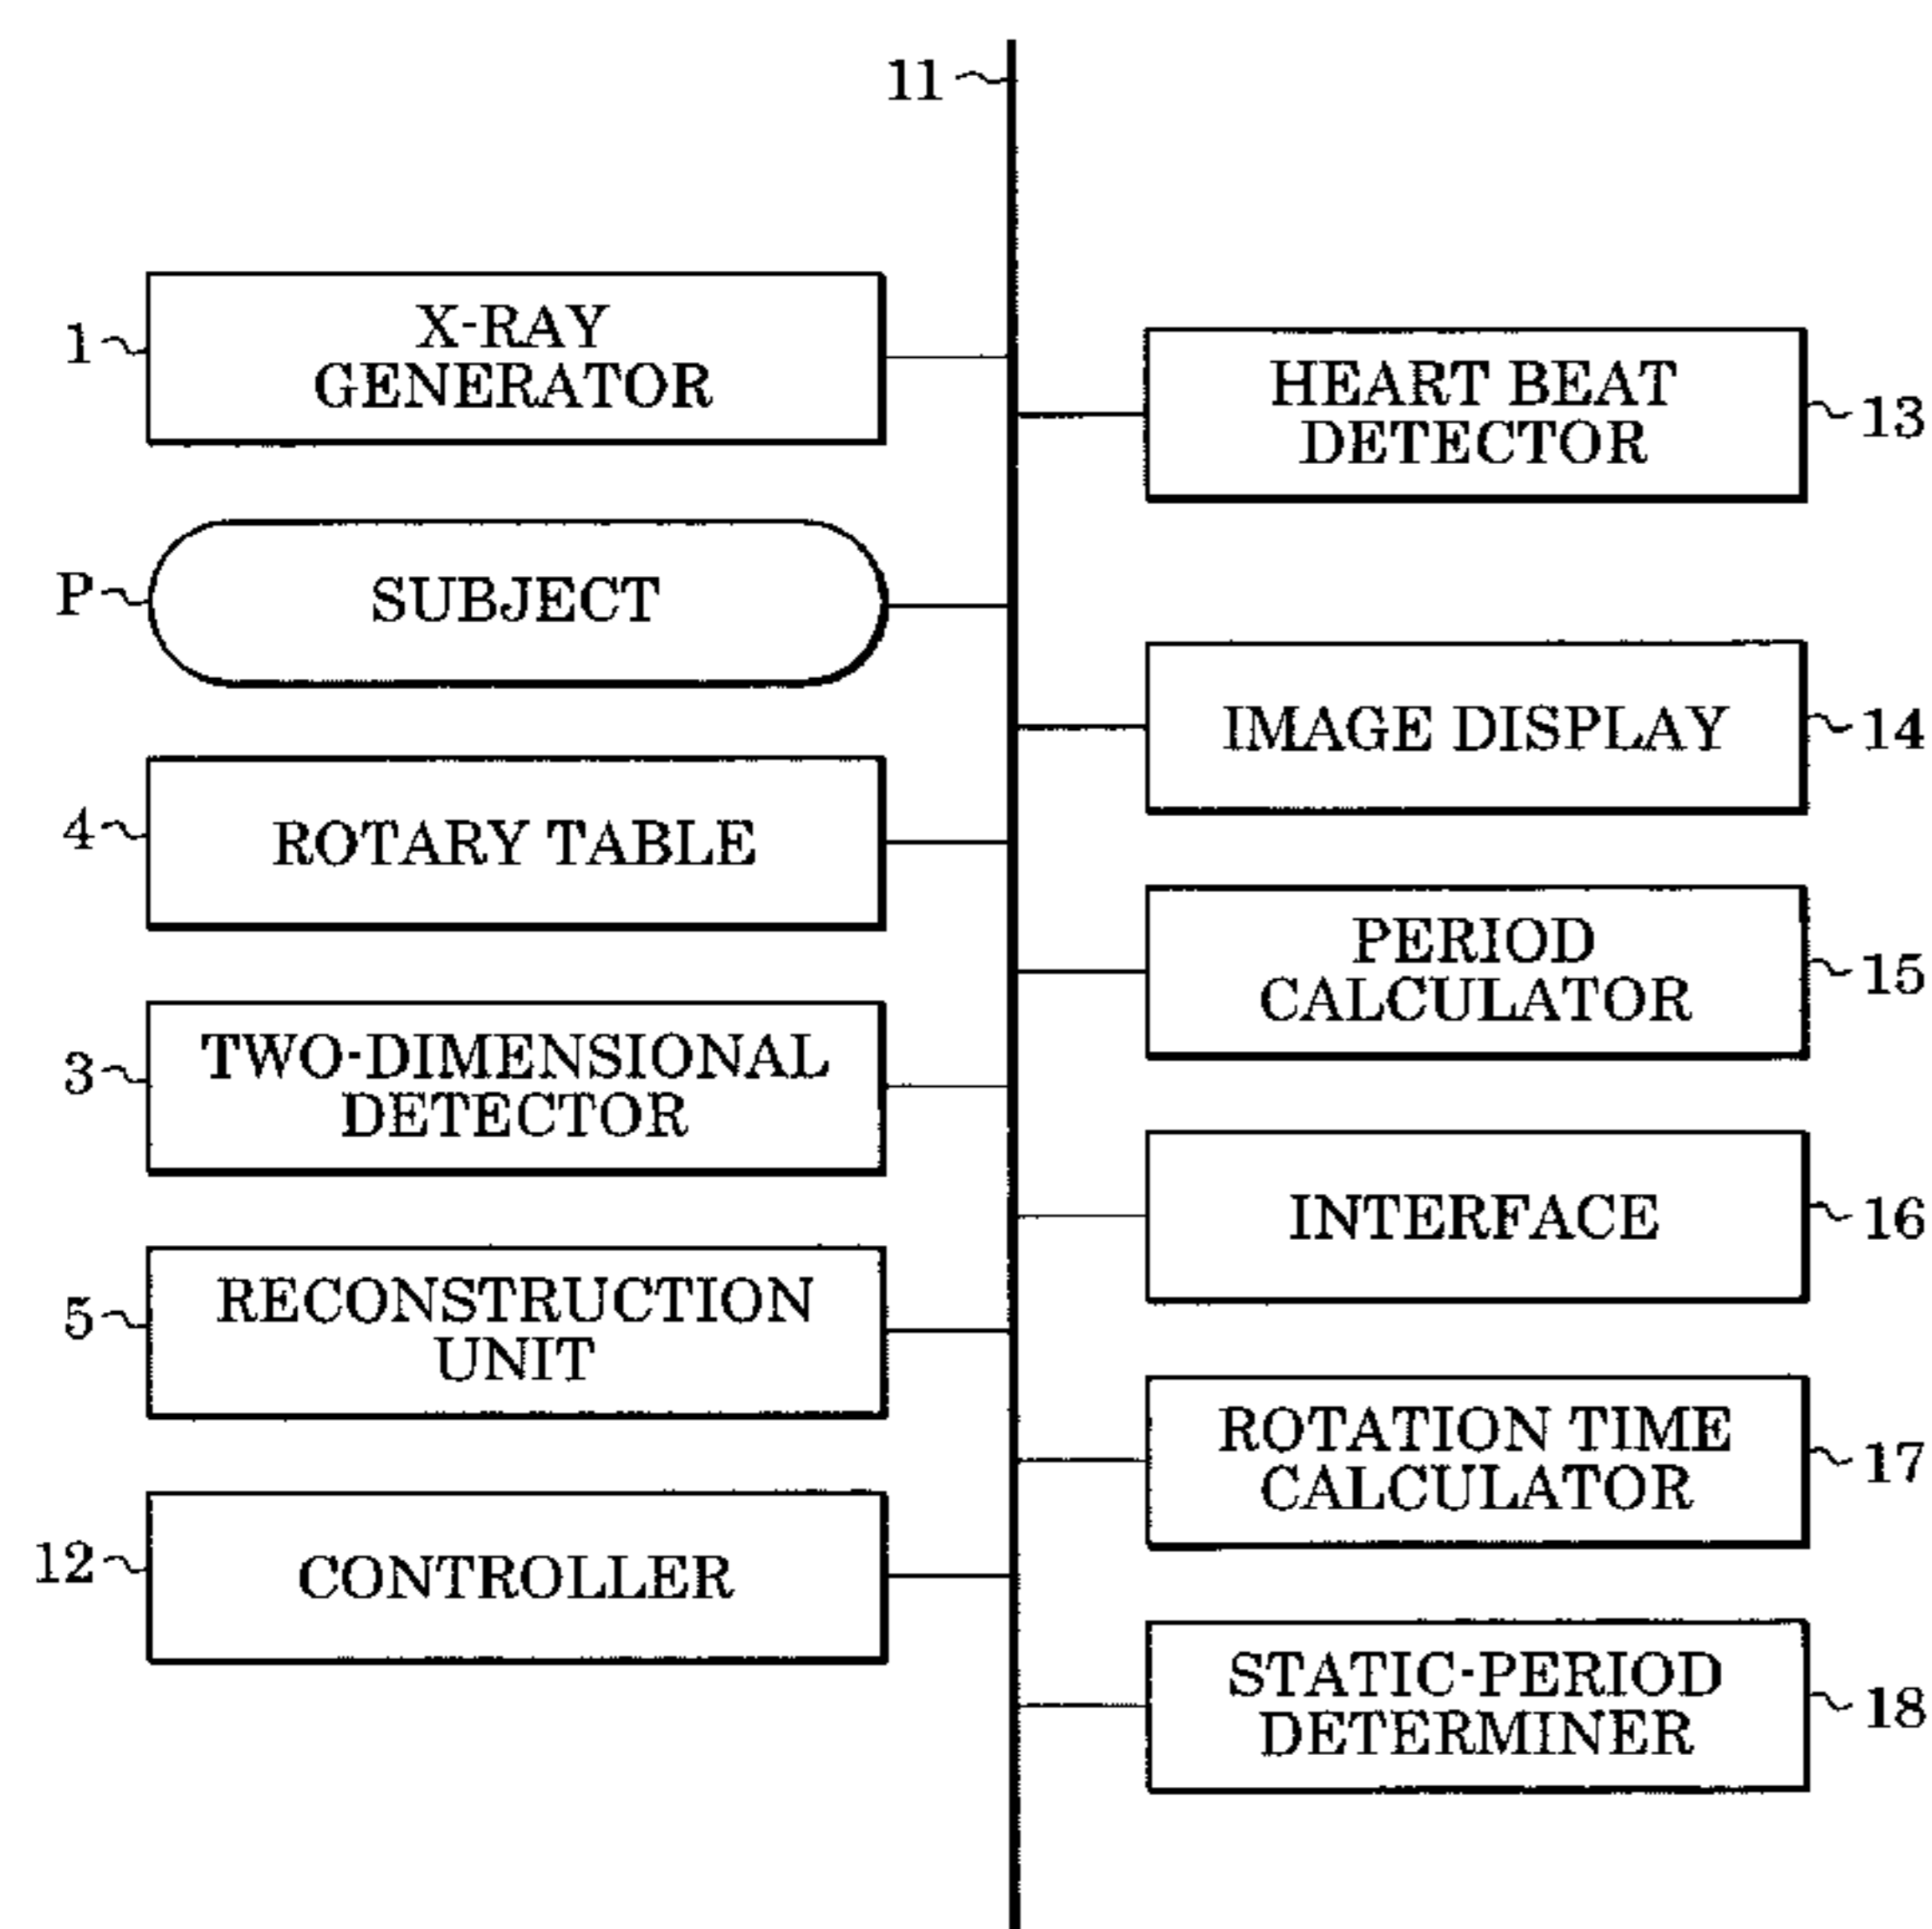 11
1
X-RAY
GENERATOR
P
SUBJECT
4
ROTARY TABLE
3
TWO-DIMENSIONAL
DETECTOR
5
RECONSTRUCTION
UNIT
12
CONTROLLER
HEART BEAT
DETECTOR
13
IMAGE DISPLAY
14
PERIOD
CALCULATOR
15
INTERFACE
16
ROTATION TIME
CALCULATOR
17
STATIC-PERIOD
DETERMINER
18